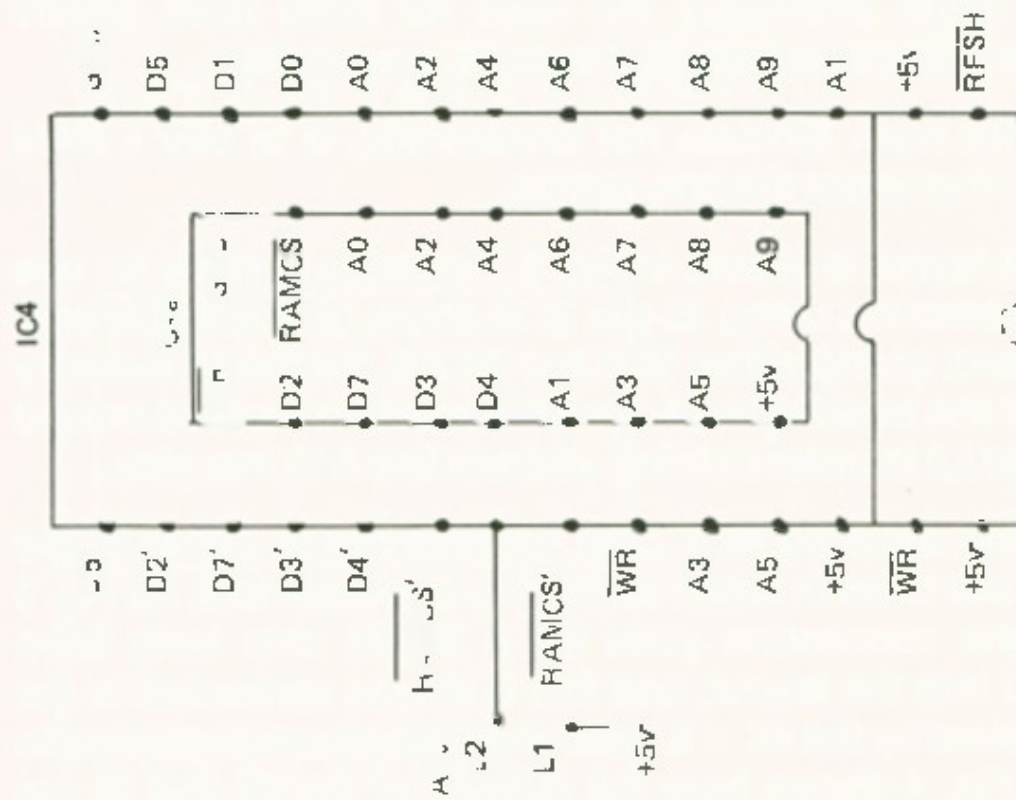 IC4
D5
D1
D0
A0
A2
A4
A6
A7
A8
A9
A1
RFSH
RAMCS
A0
A2
A4
A6
A7
A8
A9
D2
D7
D3
D4
A1
A3
A5
+5v
D2'
D7'
D3'
D4'
RAMCS'
WR
A3
A5
+5v
WR
+5v
L1
+5v